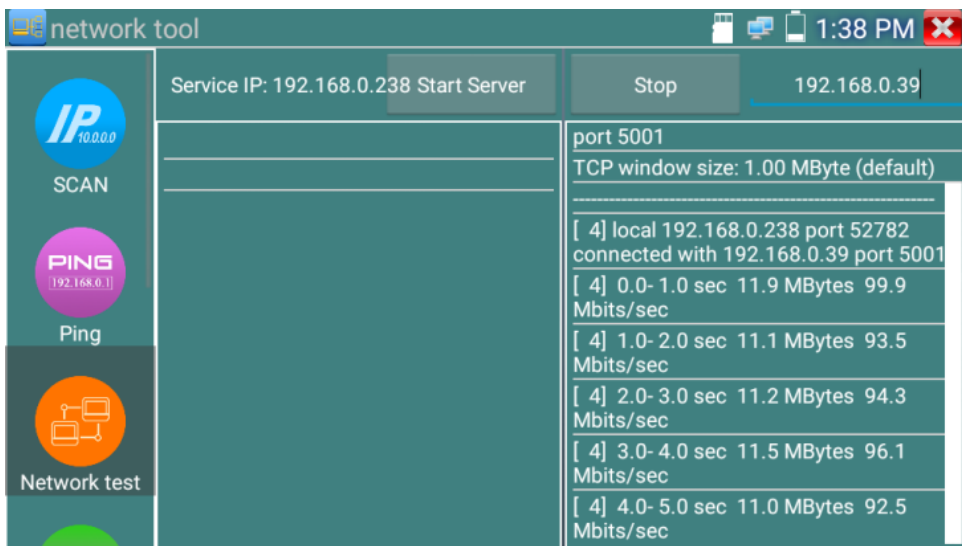 network tool
1:38 PM
IP
10.0.0.0
SCAN
PING
192.168.0.1
Ping
Network test
Service IP: 192.168.0.238 Start Server
Stop
192.168.0.39
port 5001
TCP window size: 1.00 MByte (default)
------------------------------------------------------------
[ 4] local 192.168.0.238 port 52782
connected with 192.168.0.39 port 5001
[ 4] 0.0- 1.0 sec 11.9 MBytes 99.9
Mbits/sec
[ 4] 1.0- 2.0 sec 11.1 MBytes 93.5
Mbits/sec
[ 4] 2.0- 3.0 sec 11.2 MBytes 94.3
Mbits/sec
[ 4] 3.0- 4.0 sec 11.5 MBytes 96.1
Mbits/sec
[ 4] 4.0- 5.0 sec 11.0 MBytes 92.5
Mbits/sec